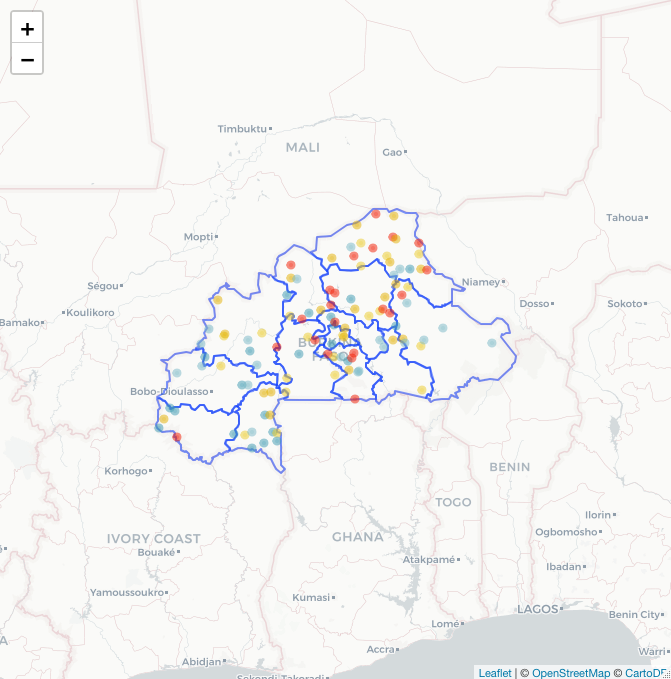 +
−
Timbuktu
MALI
Gao
Tahoua
Mopti
Ségou
Niamey
Koulikoro
Dosso
Sokoto
Bamako
BURKINA
FASO
Bobo-Dioulasso
Korhogo
BENIN
TOGO
Ilorin
IVORY COAST
GHANA
Ogbomosho
Bouaké
Atakpamé
Ibadan
Yamoussoukro
Kumasi
LAGOS
Benin City
Lomé
Accra
Warri
Abidjan
Sekondi-Takoradi
Leaflet | © OpenStreetMap © CartoDB